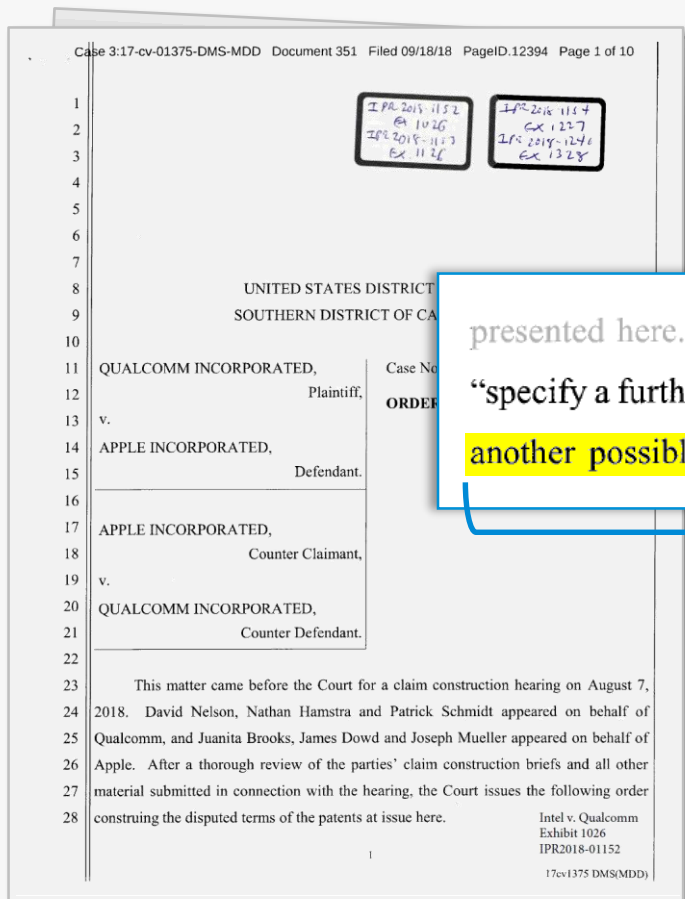 Case 3:17-cv-01375-DMS-MDD Document 351 Filed 09/18/18 PageID.12394 Page 1 of 10
IPR 2018-1152
EX 1026
IPR 2018-1153
EX 1126
IPR 2018-1154
EX 1227
IPR 2018-1240
EX 1328
1
2
3
4
5
6
7
8 UNITED STATES DISTRICT
9 SOUTHERN DISTRICT OF CA
10
11 QUALCOMM INCORPORATED, Case No
12 Plaintiff, ORDER
13 v.
14 APPLE INCORPORATED,
15 Defendant.
16
17 APPLE INCORPORATED,
18 Counter Claimant,
19 v.
20 QUALCOMM INCORPORATED,
21 Counter Defendant.
22
23 This matter came before the Court for a claim construction hearing on August 7,
24 2018. David Nelson, Nathan Hamstra and Patrick Schmidt appeared on behalf of
25 Qualcomm, and Juanita Brooks, James Dowd and Joseph Mueller appeared on behalf of
26 Apple. After a thorough review of the parties' claim construction briefs and all other
27 material submitted in connection with the hearing, the Court issues the following order
28 construing the disputed terms of the patents at issue here.
presented here.
“specify a furth
another possibl
Intel v. Qualcomm
Exhibit 1026
IPR2018-01152
1
17cv1375 DMS(MDD)